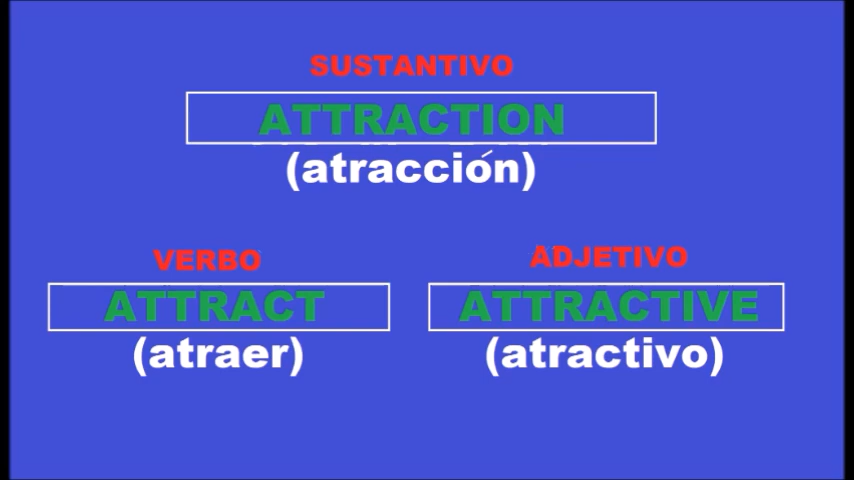 SUSTANTIVO
ATTRACTION
(atracción)
VERBO
ATTRACT
(atraer)
ADJETIVO
ATTRACTIVE
(atractivo)